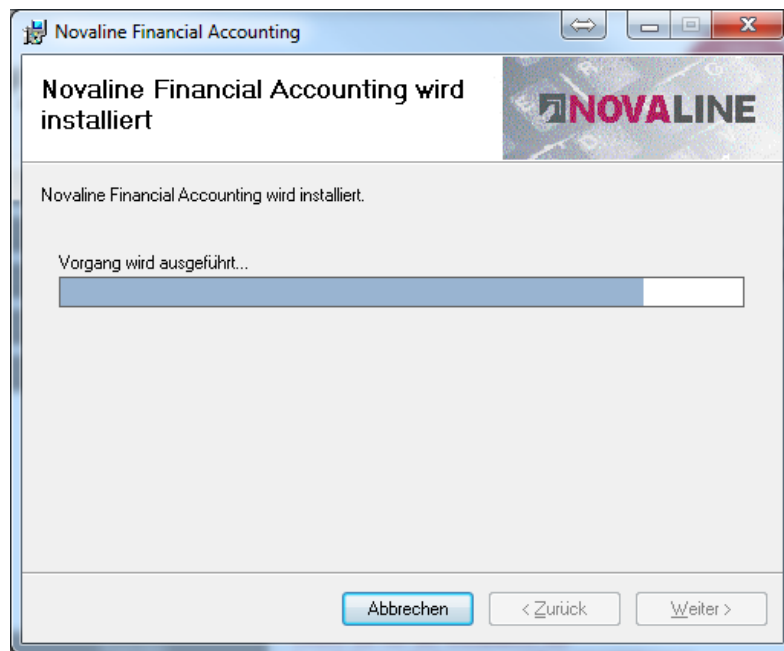 Novaline Financial Accounting
Novaline Financial Accounting wird
installiert
NOVALINE
Novaline Financial Accounting wird installiert.
Vorgang wird ausgeführt...
Abbrechen
< Zurück
Weiter >